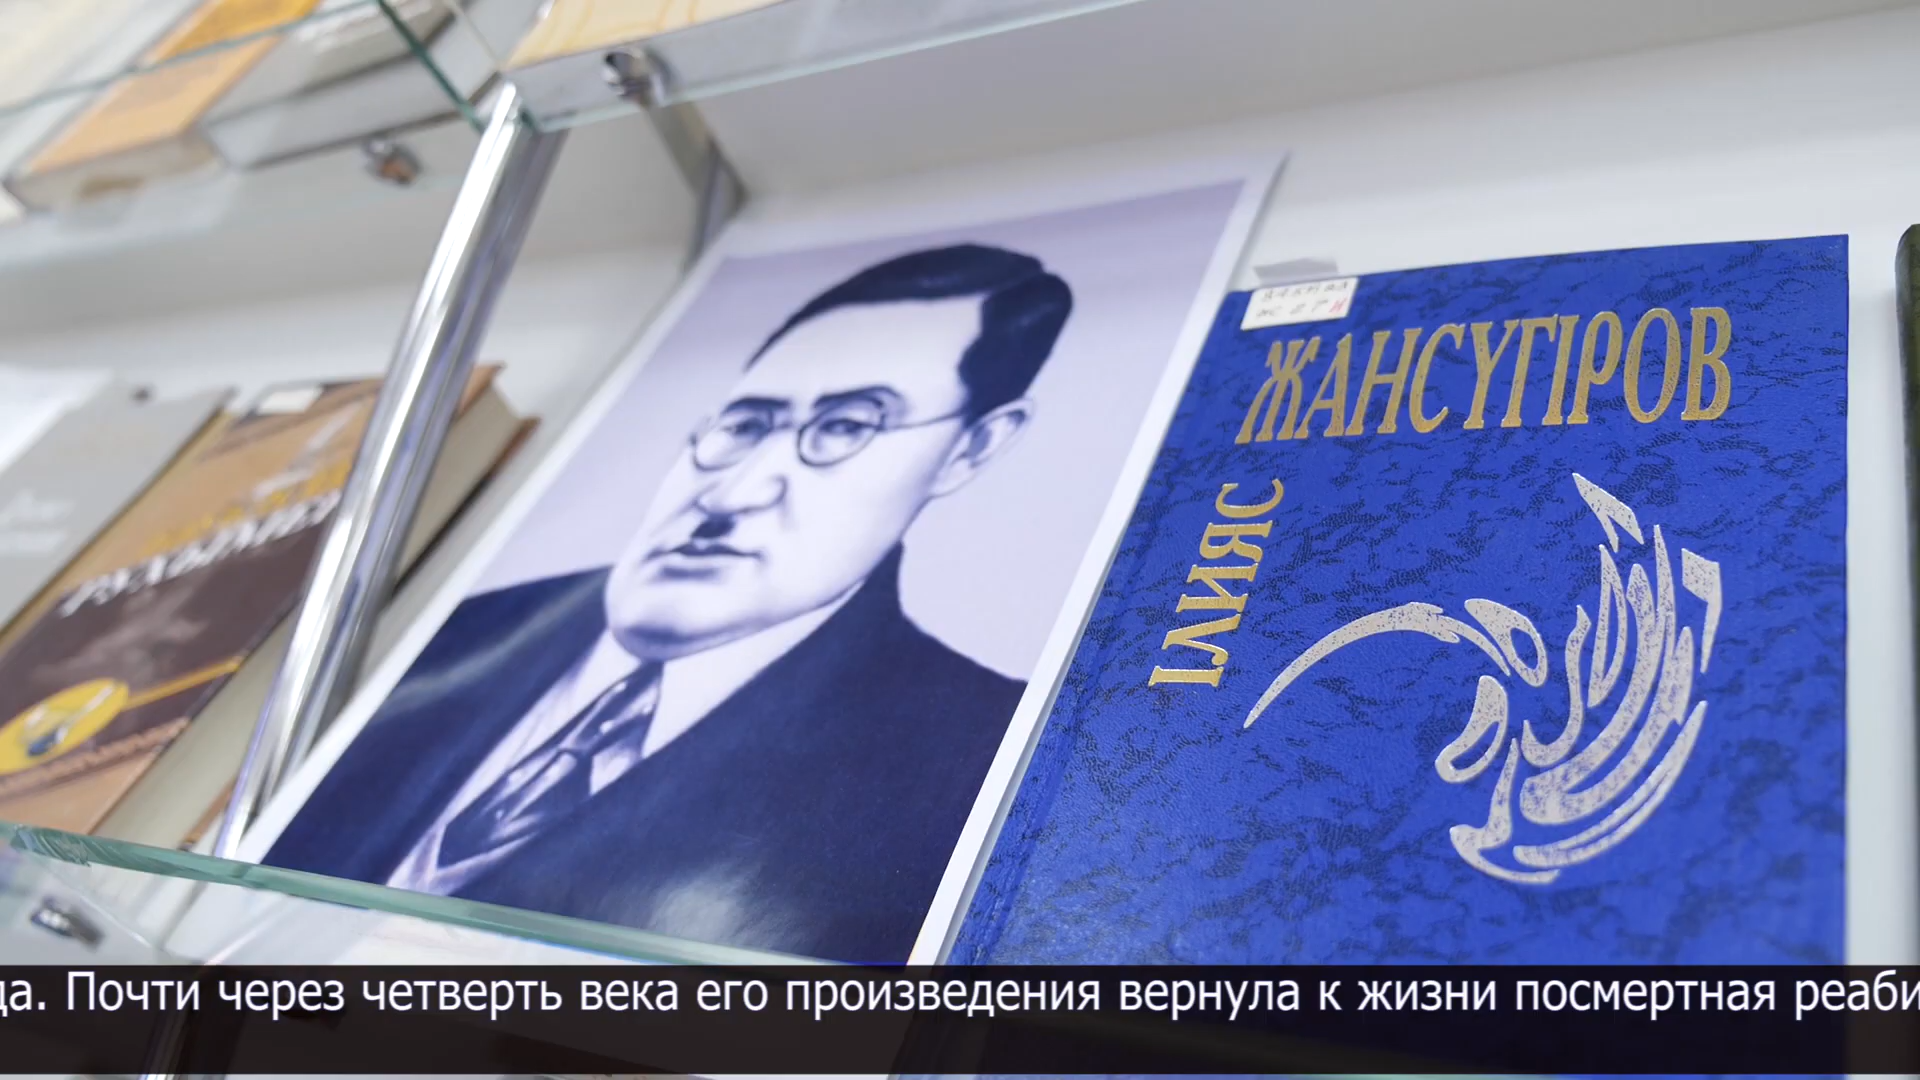 ЖАНСҮГІРОВ
ІЛИЯС
да. Почти через четверть века его произведения вернула к жизни посмертная реаби